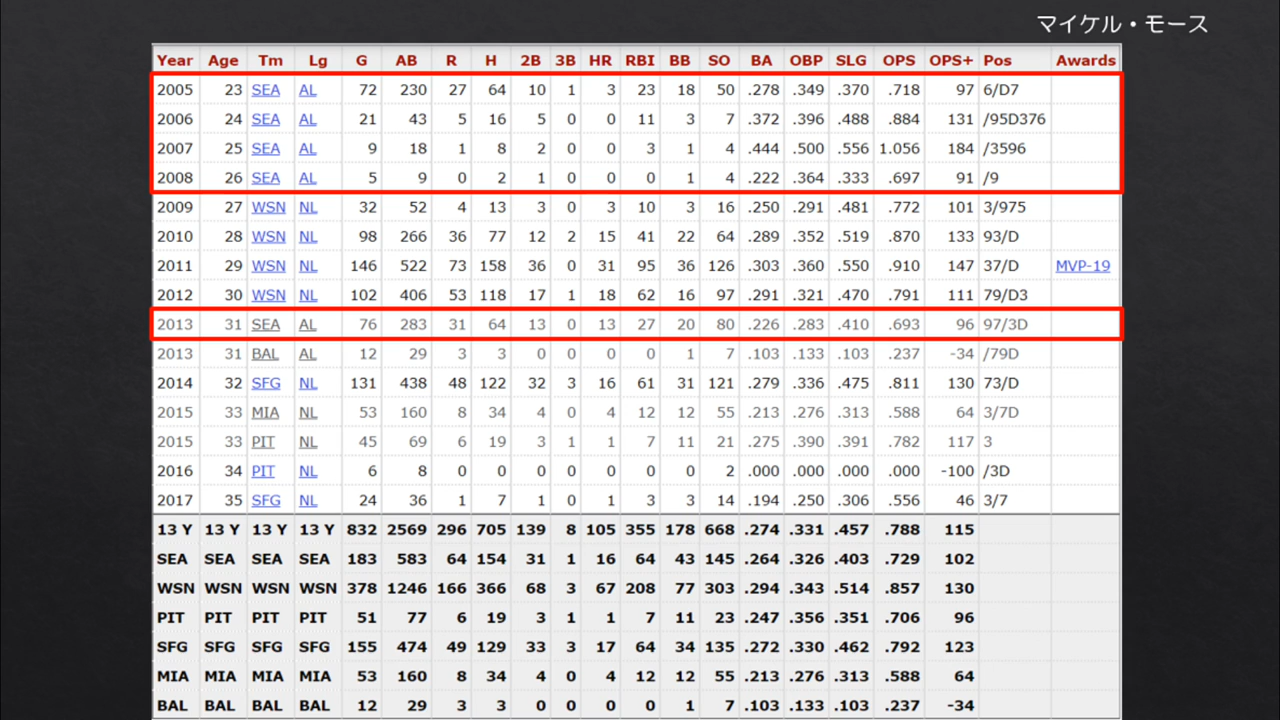 マイケル・モース
Year Age Tm Lg G AB R H 2B 3B HR RBI BB SO BA OBP SLG OPS OPS+ Pos Awards
2005 23 SEA AL 72 230 27 64 10 1 3 23 18 50 .278 .349 .370 .718 97 6/D7
2006 24 SEA AL 21 43 5 16 5 0 0 11 3 7 .372 .396 .488 .884 131 /95D376
2007 25 SEA AL 9 18 1 8 2 0 0 3 1 4 .444 .500 .556 1.056 184 /3596
2008 26 SEA AL 5 9 0 2 1 0 0 0 1 4 .222 .364 .333 .697 91 /9
2009 27 WSN NL 32 52 4 13 3 0 3 10 3 16 .250 .291 .481 .772 101 3/975
2010 28 WSN NL 98 266 36 77 12 2 15 41 22 64 .289 .352 .519 .870 133 93/D
2011 29 WSN NL 146 522 73 158 36 0 31 95 36 126 .303 .360 .550 .910 147 37/D MVP-19
2012 30 WSN NL 102 406 53 118 17 1 18 62 16 97 .291 .321 .470 .791 111 79/D3
2013 31 SEA AL 76 283 31 64 13 0 13 27 20 80 .226 .283 .410 .693 96 97/3D
2013 31 BAL AL 12 29 3 3 0 0 0 0 1 7 .103 .133 .103 .237 -34 /79D
2014 32 SFG NL 131 438 48 122 32 3 16 61 31 121 .279 .336 .475 .811 130 73/D
2015 33 MIA NL 53 160 8 34 4 0 4 12 12 55 .213 .276 .313 .588 64 3/7D
2015 33 PIT NL 45 69 6 19 3 1 1 7 11 21 .275 .390 .391 .782 117 3
2016 34 PIT NL 6 8 0 0 0 0 0 0 0 2 .000 .000 .000 .000 -100 /3D
2017 35 SFG NL 24 36 1 7 1 0 1 3 3 14 .194 .250 .306 .556 46 3/7
13 Y 13 Y 13 Y 13 Y 832 2569 296 705 139 8 105 355 178 668 .274 .331 .457 .788 115
SEA SEA SEA SEA 183 583 64 154 31 1 16 64 43 145 .264 .326 .403 .729 102
WSN WSN WSN WSN 378 1246 166 366 68 3 67 208 77 303 .294 .343 .514 .857 130
PIT PIT PIT PIT 51 77 6 19 3 1 1 7 11 23 .247 .356 .351 .706 96
SFG SFG SFG SFG 155 474 49 129 33 3 17 64 34 135 .272 .330 .462 .792 123
MIA MIA MIA MIA 53 160 8 34 4 0 4 12 12 55 .213 .276 .313 .588 64
BAL BAL BAL BAL 12 29 3 3 0 0 0 0 1 7 .103 .133 .103 .237 -34